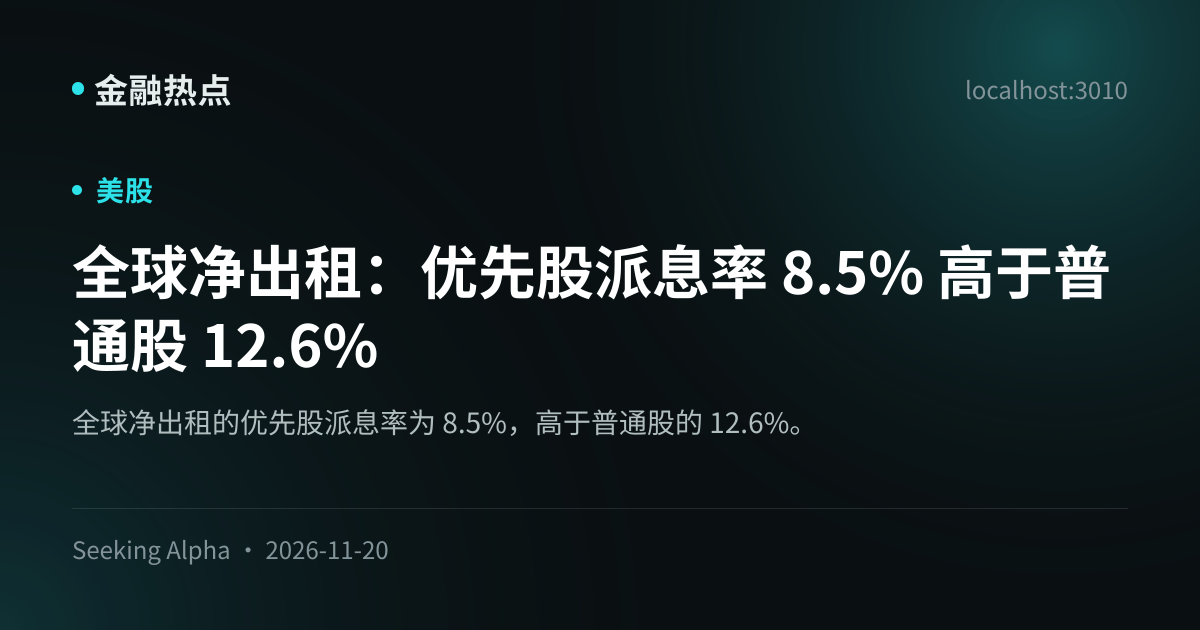 金融热点
localhost:3010
美股
全球净出租：优先股派息率 8.5% 高于普
通股 12.6%
全球净出租的优先股派息率为 8.5%，高于普通股的 12.6%。
Seeking Alpha · 2026-11-20